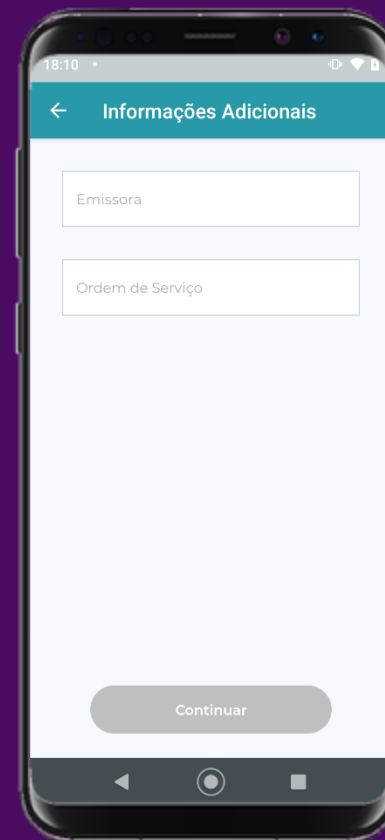 18:10
Informações Adicionais
Emissora
Ordem de Serviço
Continuar